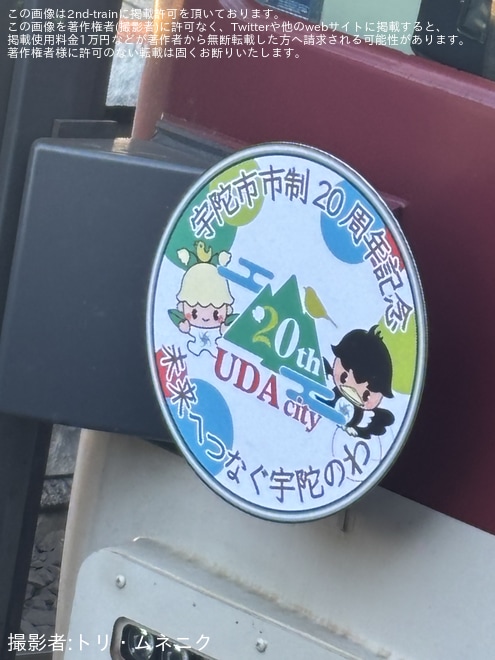 この画像は2nd-trainに掲載許可を頂いております。
この画像を著作権者(撮影者)に許可なく、Twitterや他のwebサイトに掲載すると、
掲載使用料金1万円などが著作者から無断転載した方へ請求される可能性があります。
著作権者様に許可のない転載は固くお断りいたします。
宇陀市市制20周年記念
20th
UDA
city
未来へつなぐ宇陀のわ
撮影者:トリ・ムネニク